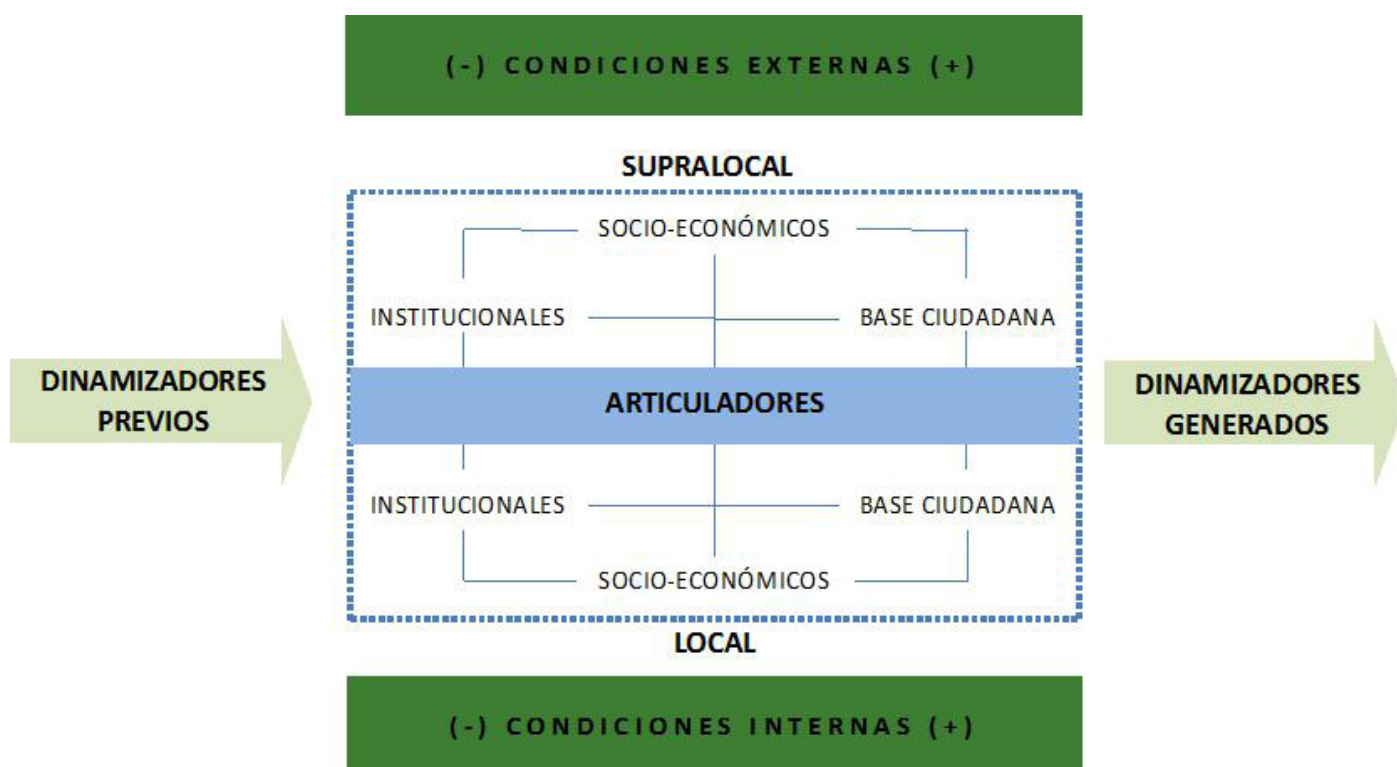 (-) CONDICIONES EXTERNAS (+)
SUPRALOCAL
SOCIO-ECONÓMICOS
INSTITUCIONALES
BASE CIUDADANA
DINAMIZADORES
PREVIOS
ARTICULADORES
DINAMIZADORES
GENERADOS
INSTITUCIONALES
BASE CIUDADANA
SOCIO-ECONÓMICOS
LOCAL
(-) CONDICIONES INTERNAS (+)